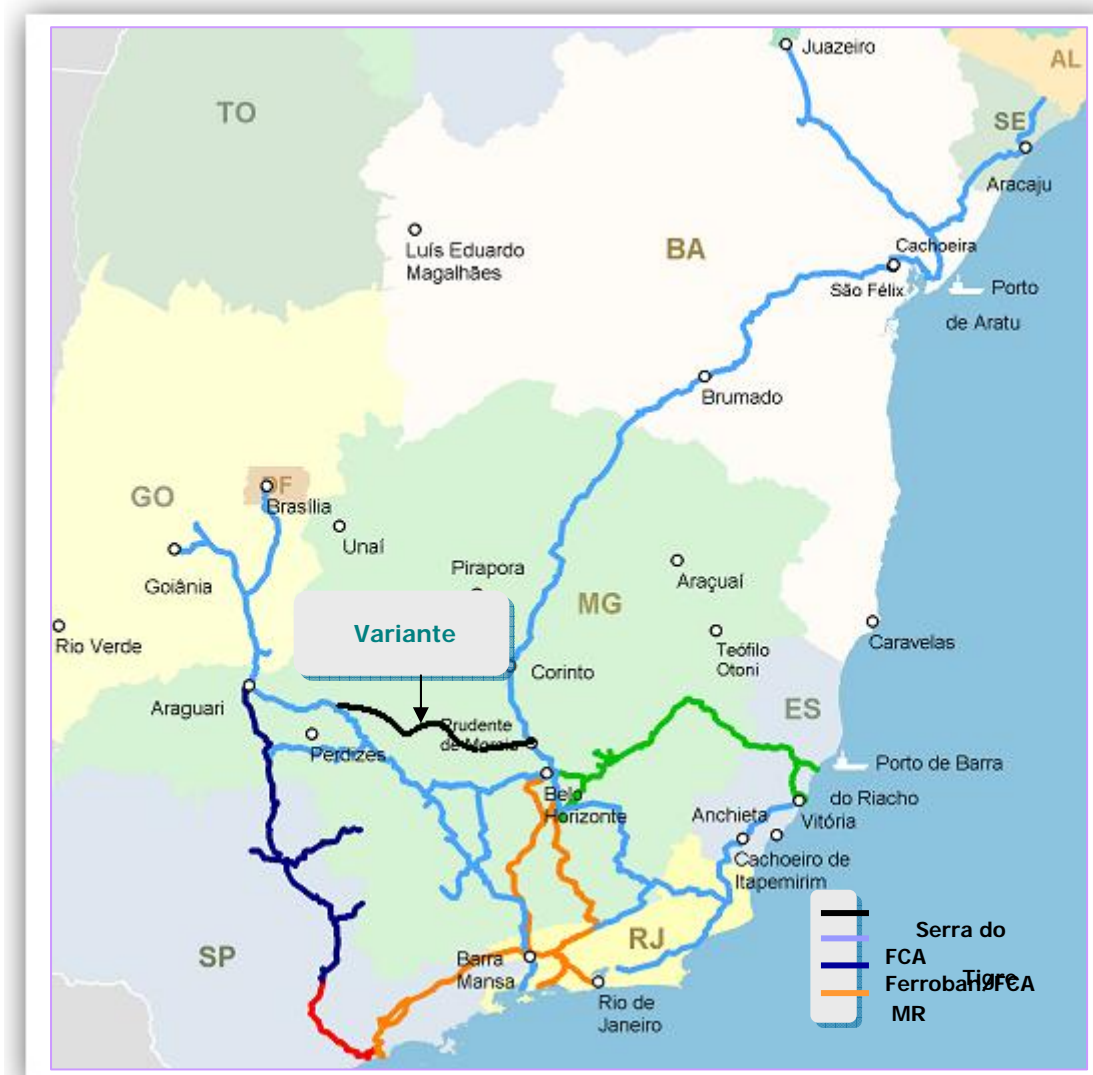 Juazeiro
AL
TO
SE
Aracaju
Luís Eduardo
Magalhães
BA
Cachoeira
São Félix
Porto
de Aratu
Brumado
GO
DF
Brasília
Unaí
Goiânia
Pirapora
Araçuaí
MG
Variante
Rio Verde
Teófilo
Otoni
Caravelas
Corinto
Araguari
ES
Prudente
de Morais
Perdizes
Porto de Barra
do Riacho
Belo
Horizonte
Anchieta
Vitória
Cachoeiro de
Itapemirim
SP
RJ
Barra
Mansa
Rio de
Janeiro
Serra do
Tigre
FCA
Ferroban/FCA
MR